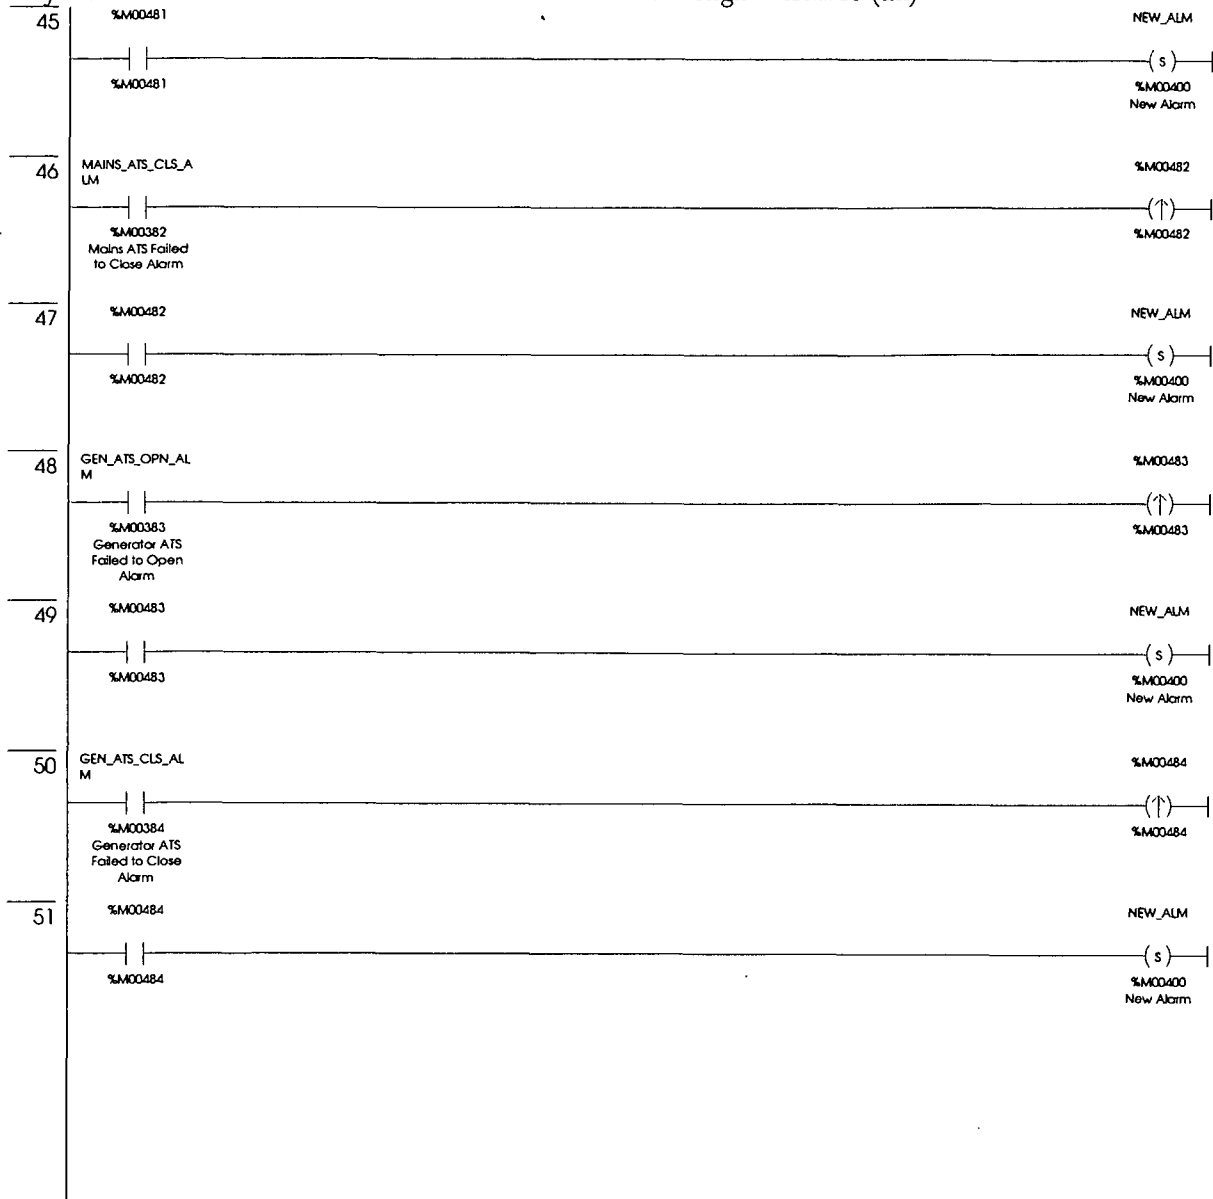 45 %M00481 NEW_ALM
( s )
%M00481 %M00400
New Alarm
46 MAINS_ATS_CLS_A %M00482
LM
(↑)
%M00382 %M00482
Mains ATS Failed
to Close Alarm
47 %M00482 NEW_ALM
( s )
%M00482 %M00400
New Alarm
48 GEN_ATS_OPN_AL %M00483
M
(↑)
%M00383 %M00483
Generator ATS
Failed to Open
Alarm
49 %M00483 NEW_ALM
( s )
%M00483 %M00400
New Alarm
50 GEN_ATS_CLS_AL %M00484
M
(↑)
%M00384 %M00484
Generator ATS
Failed to Close
Alarm
51 %M00484 NEW_ALM
( s )
%M00484 %M00400
New Alarm